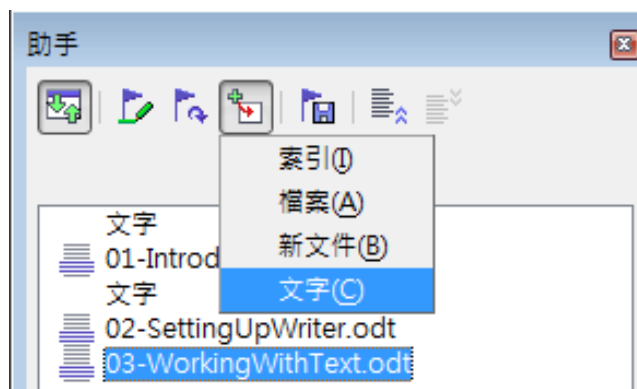 助手
索引(I)
檔案(A)
新文件(B)
文字(C)
文字
01-Introd
文字
02-SettingUpWriter.odt
03-WorkingWithText.odt